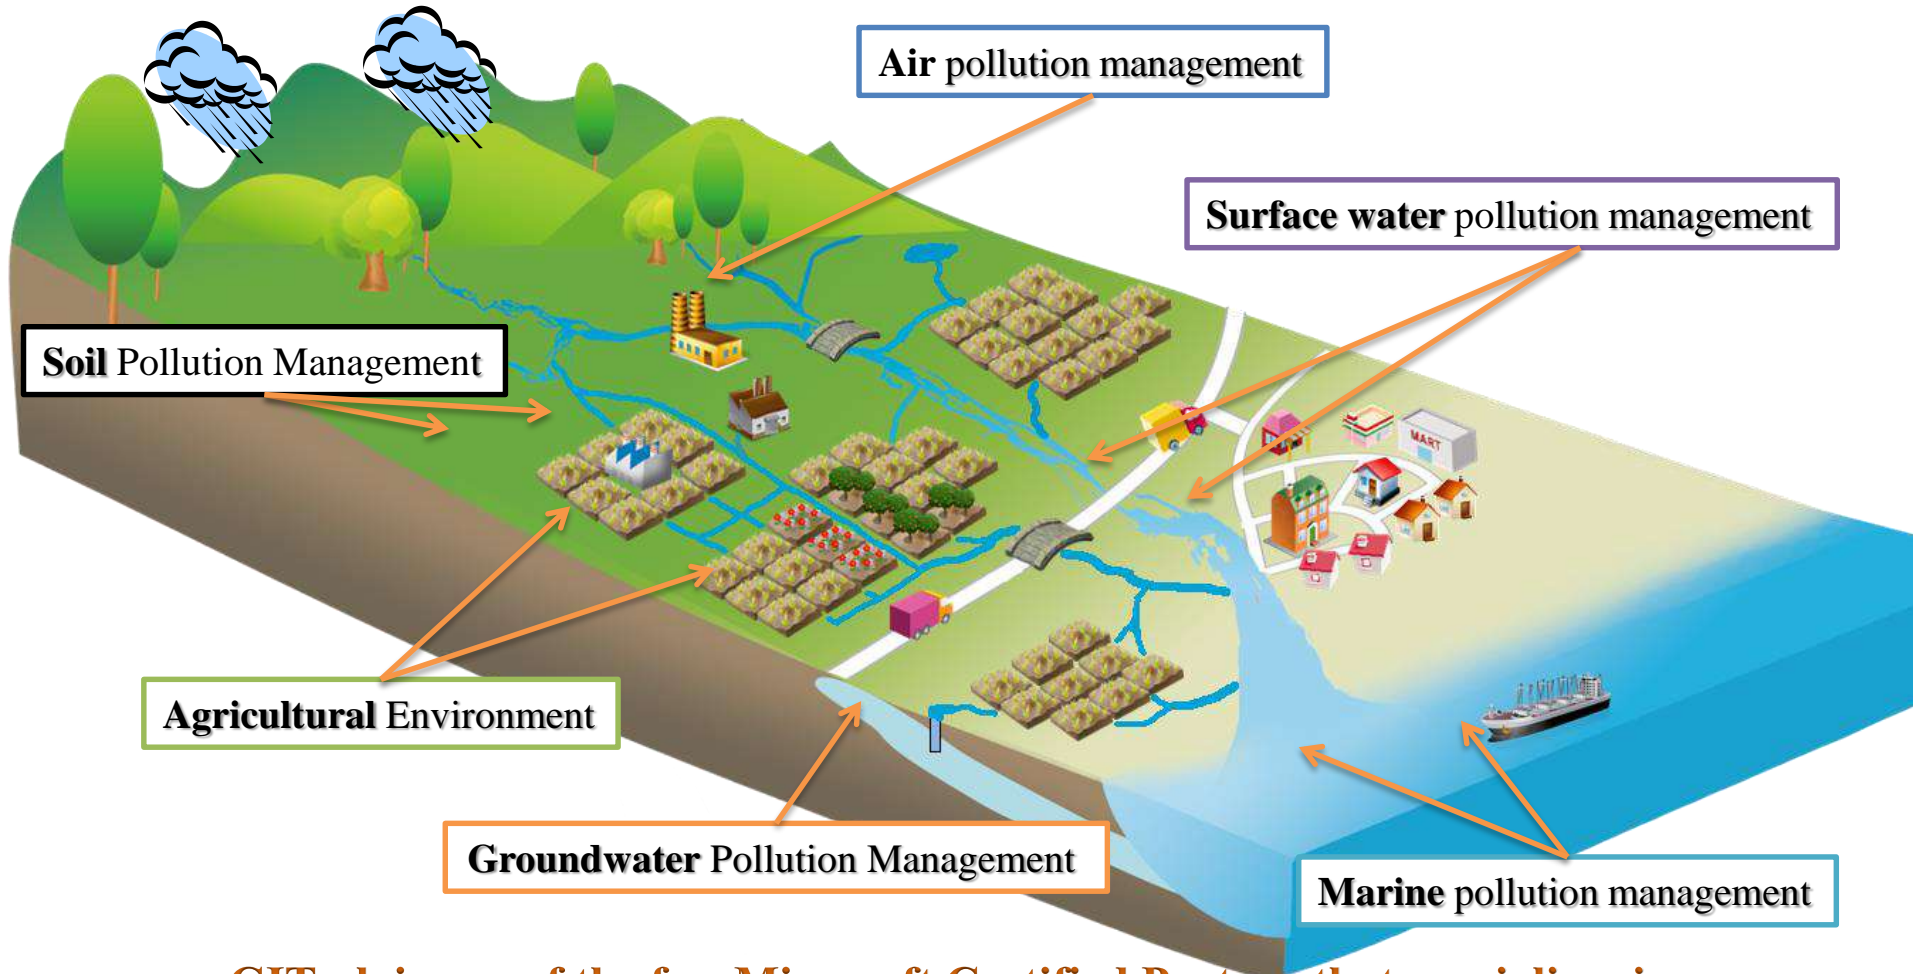 Air pollution management
Surface water pollution management
Soil Pollution Management
MART
Agricultural Environment
Groundwater Pollution Management
Marine pollution management